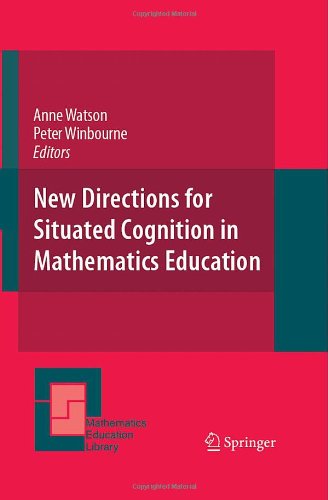 Anne Watson
Peter Winbourne
Editors
New Directions for
Situated Cognition in
Mathematics Education
Mathematics
Education
Library
Springer